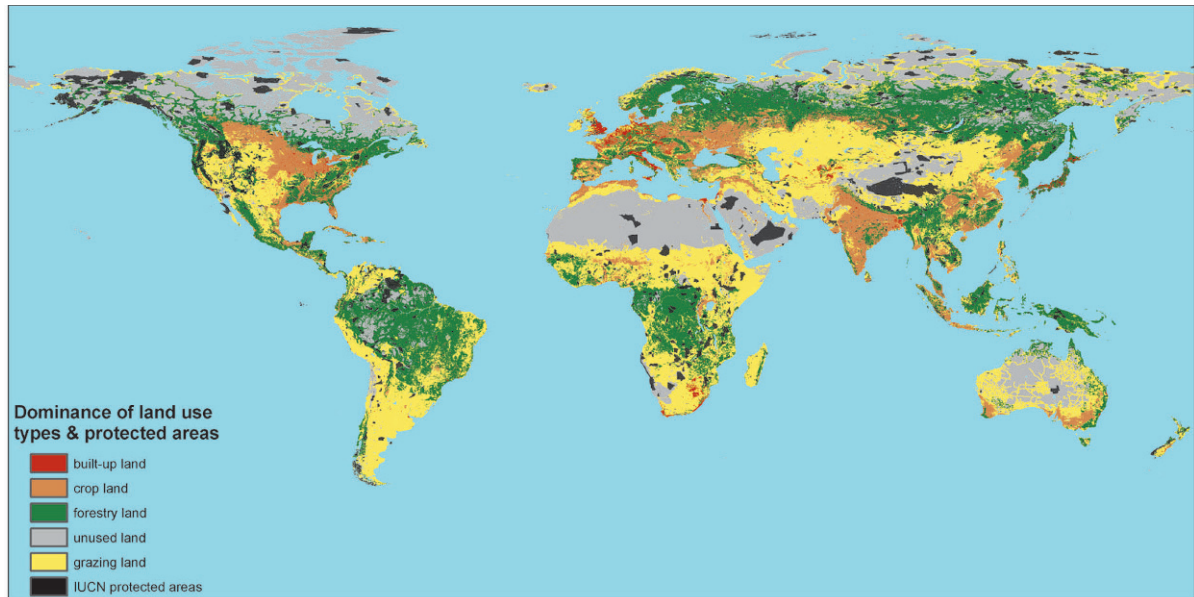 Dominance of land use
types & protected areas
built-up land
crop land
forestry land
unused land
grazing land
IUCN protected areas